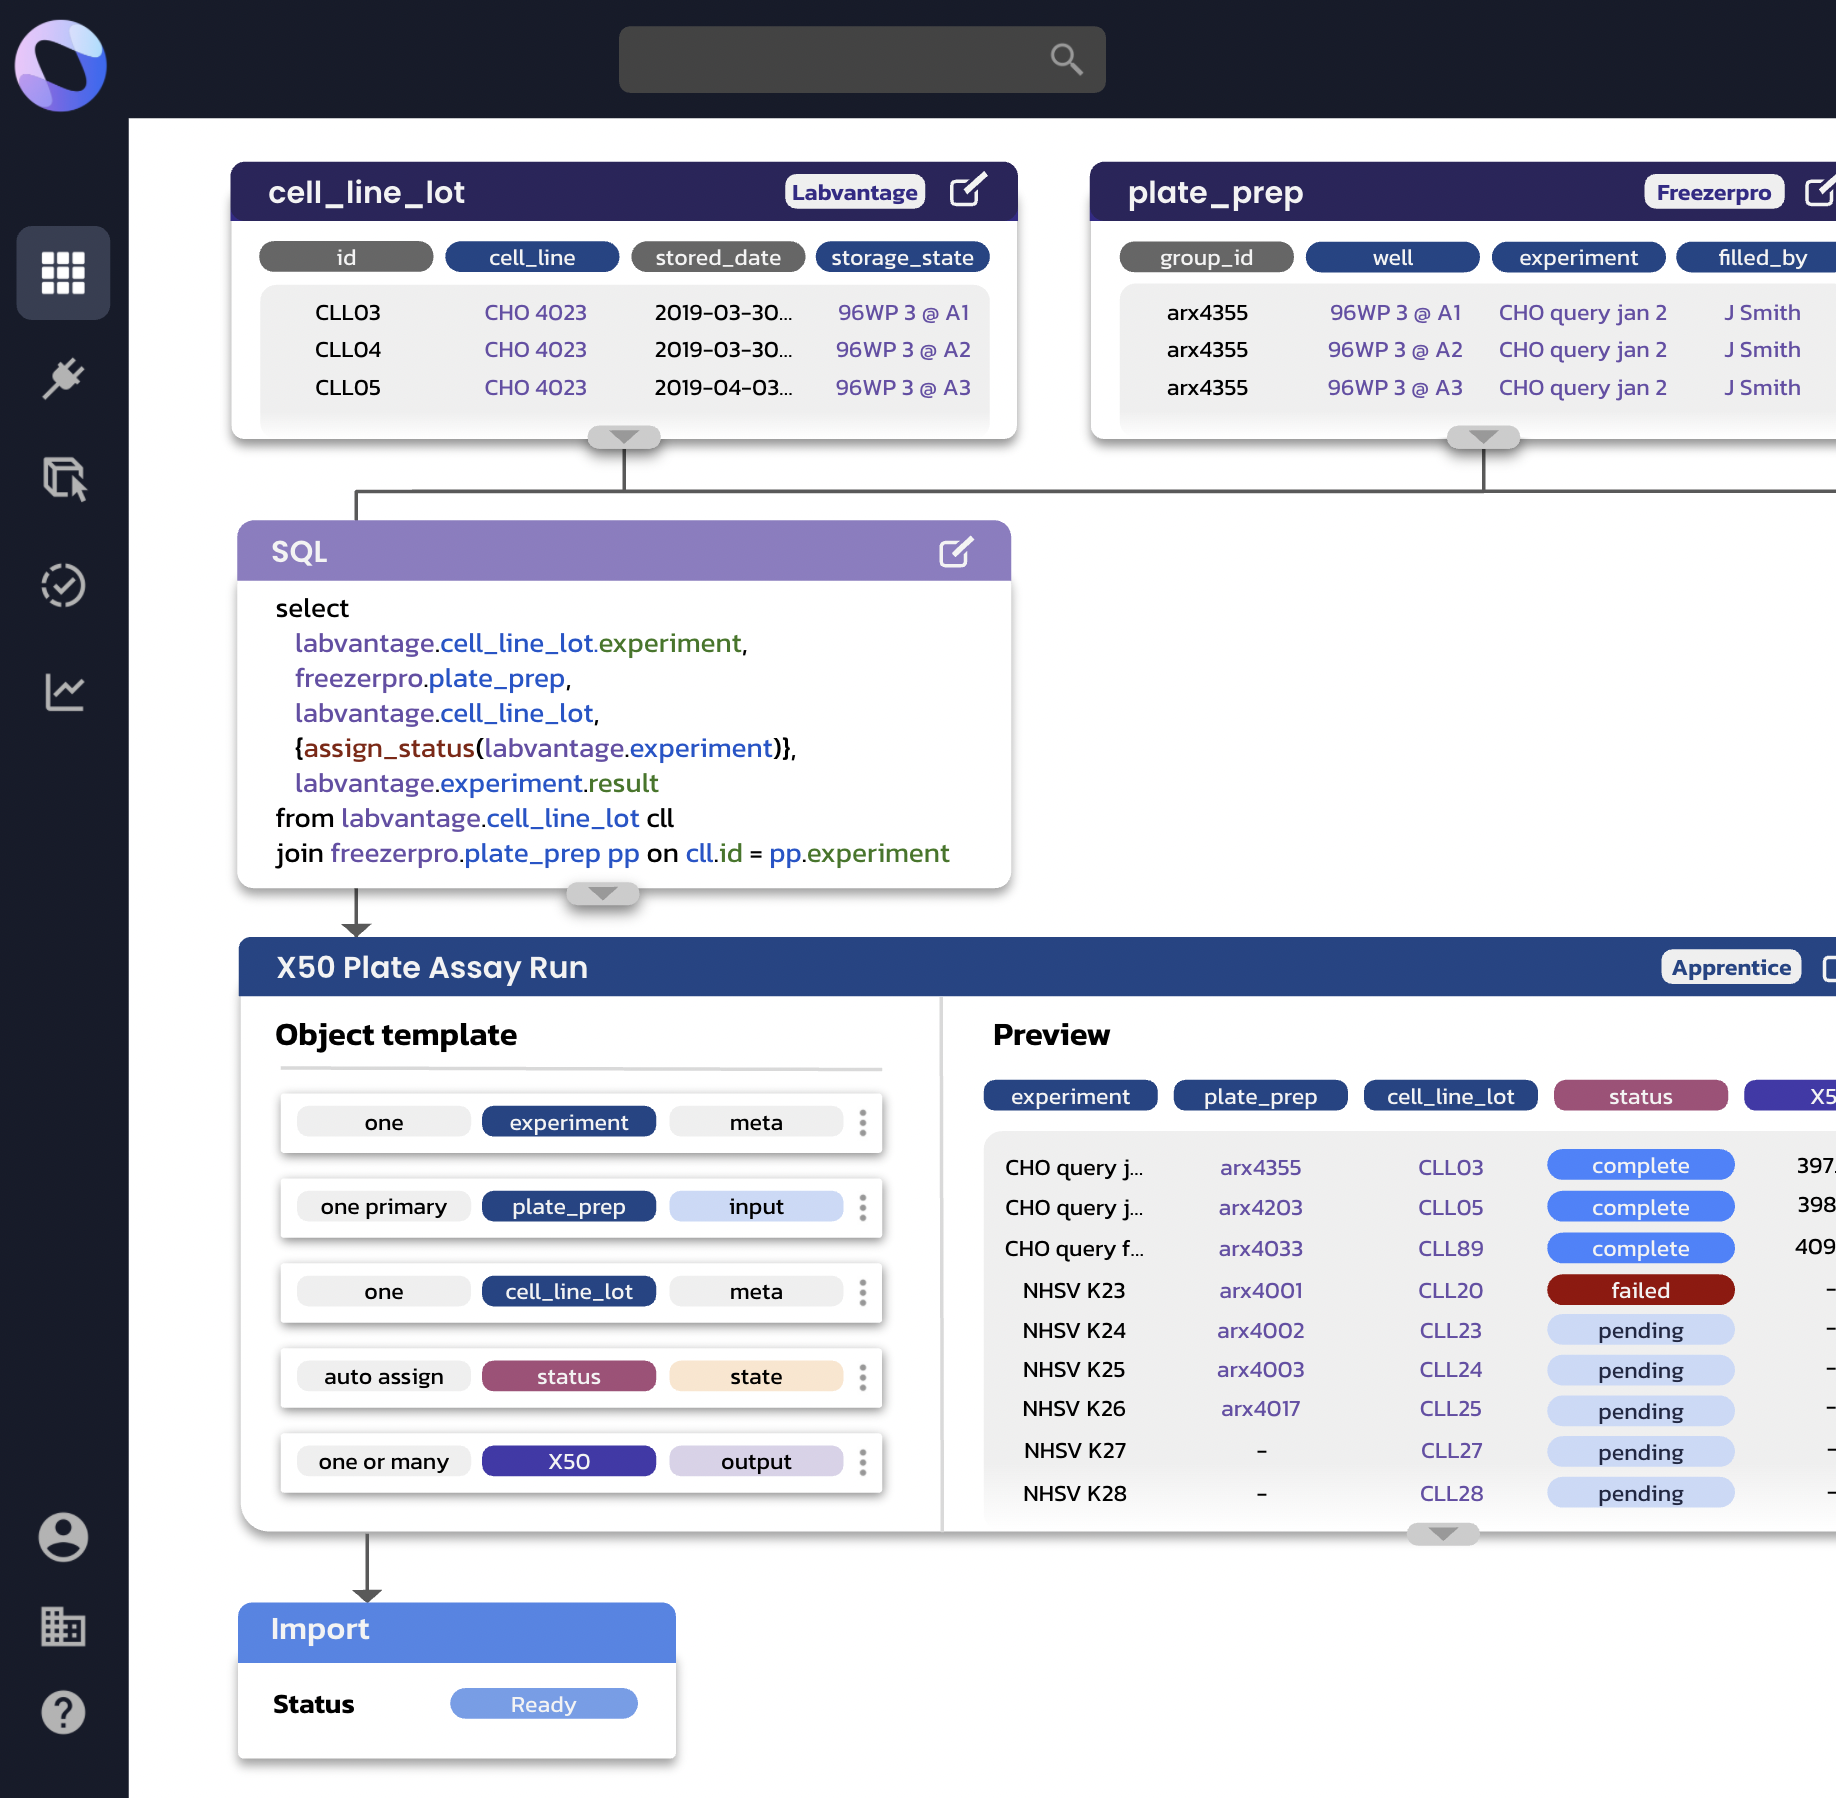 cell_line_lot Labvantage
id cell_line stored_date storage_state
CLL03 CHO 4023 2019-03-30... 96WP 3 @ A1
CLL04 CHO 4023 2019-03-30... 96WP 3 @ A2
CLL05 CHO 4023 2019-04-03... 96WP 3 @ A3
plate_prep Freezerpro
group_id well experiment filled_by
arx4355 96WP 3 @ A1 CHO query jan 2 J Smith
arx4355 96WP 3 @ A2 CHO query jan 2 J Smith
arx4355 96WP 3 @ A3 CHO query jan 2 J Smith
SQL
select
labvantage.cell_line_lot.experiment,
freezerpro.plate_prep,
labvantage.cell_line_lot,
{assign_status(labvantage.experiment)},
labvantage.experiment.result
from labvantage.cell_line_lot cll
join freezerpro.plate_prep pp on cll.id = pp.experiment
X50 Plate Assay Run Apprentice
Object template
one experiment meta
one primary plate_prep input
one cell_line_lot meta
auto assign status state
one or many X50 output
Preview
experiment plate_prep cell_line_lot status X5
CHO query j... arx4355 CLL03 complete 397.
CHO query j... arx4203 CLL05 complete 398
CHO query f... arx4033 CLL89 complete 409
NHSV K23 arx4001 CLL20 failed -
NHSV K24 arx4002 CLL23 pending -
NHSV K25 arx4003 CLL24 pending -
NHSV K26 arx4017 CLL25 pending -
NHSV K27 - CLL27 pending -
NHSV K28 - CLL28 pending -
Import
Status Ready